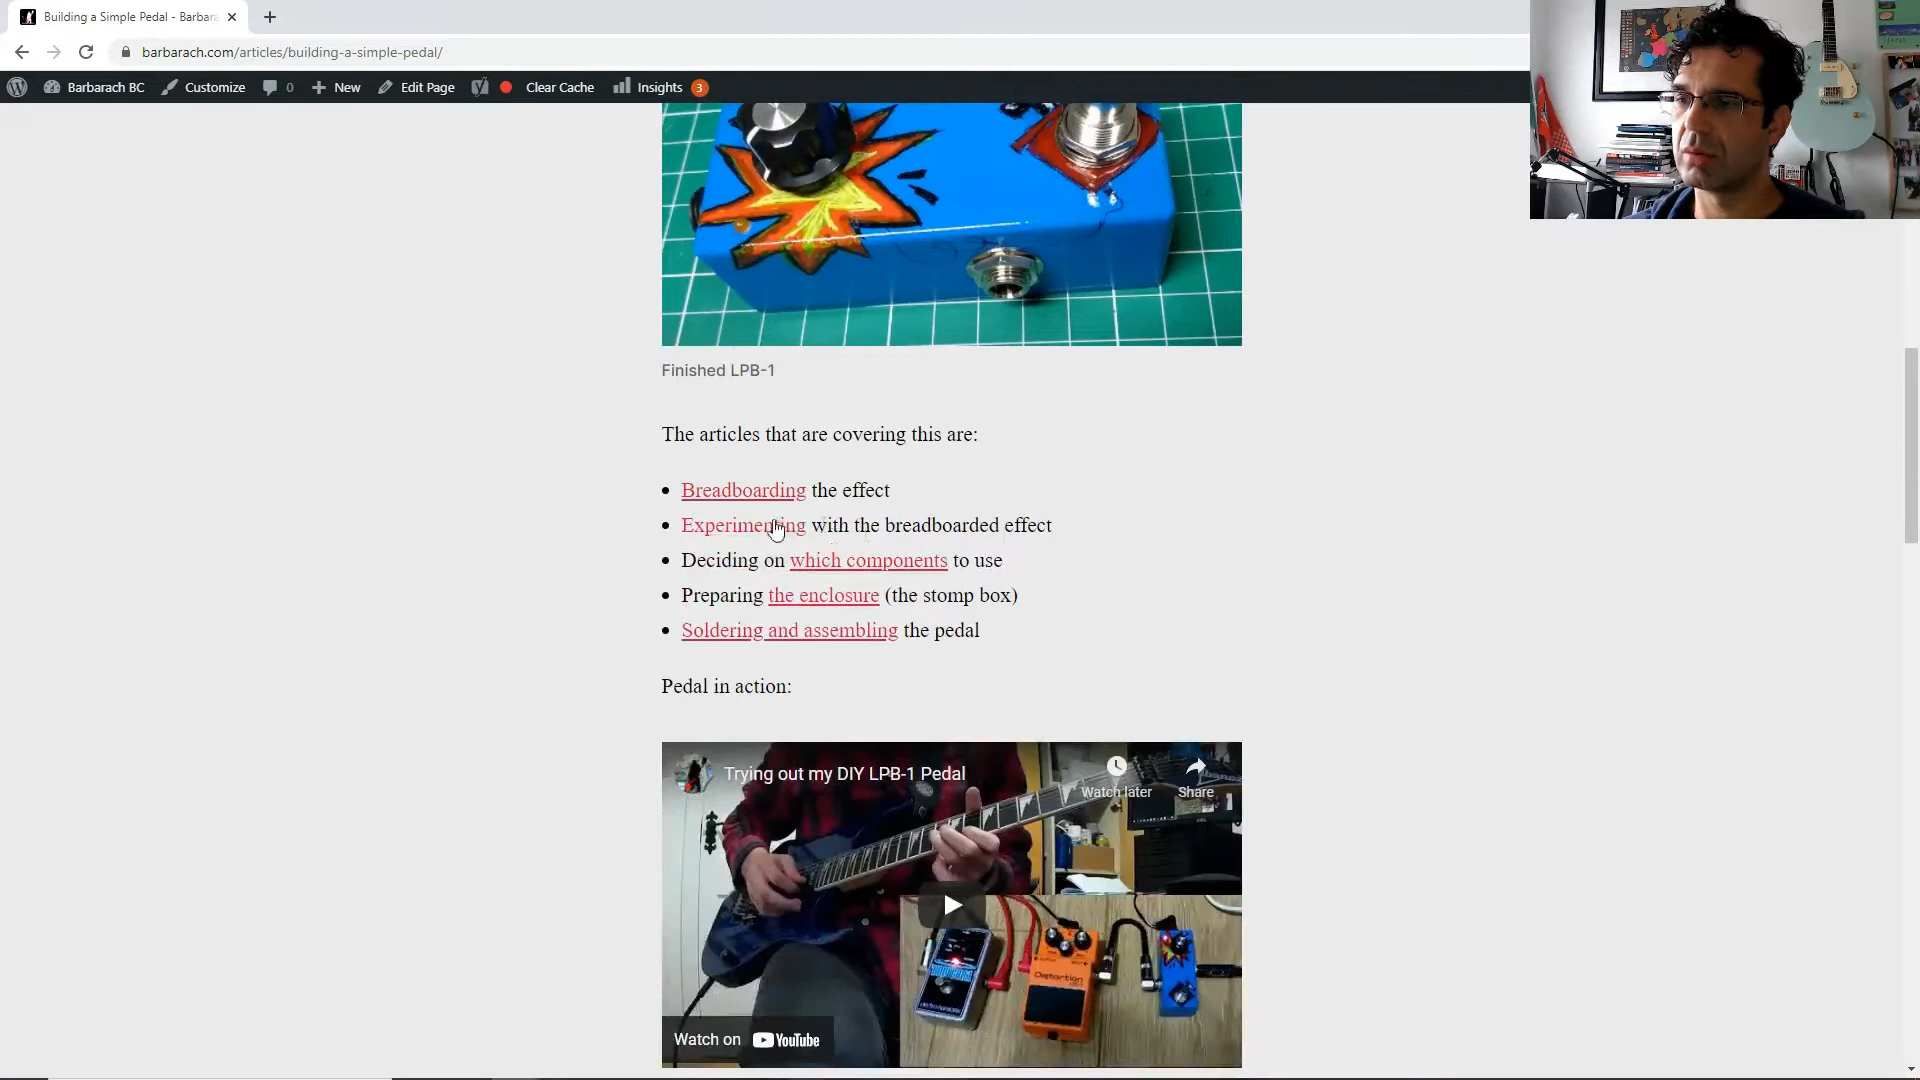 Building a Simple Pedal - Barbara
barbarach.com/articles/building-a-simple-pedal/
Barbarach BC Customize 0 New Edit Page Clear Cache Insights 3
Finished LPB-1
The articles that are covering this are:
Breadboarding the effect
Experimenting with the breadboarded effect
Deciding on which components to use
Preparing the enclosure (the stomp box)
Soldering and assembling the pedal
Pedal in action:
Trying out my DIY LPB-1 Pedal
Watch later Share
Distortion
Watch on YouTube